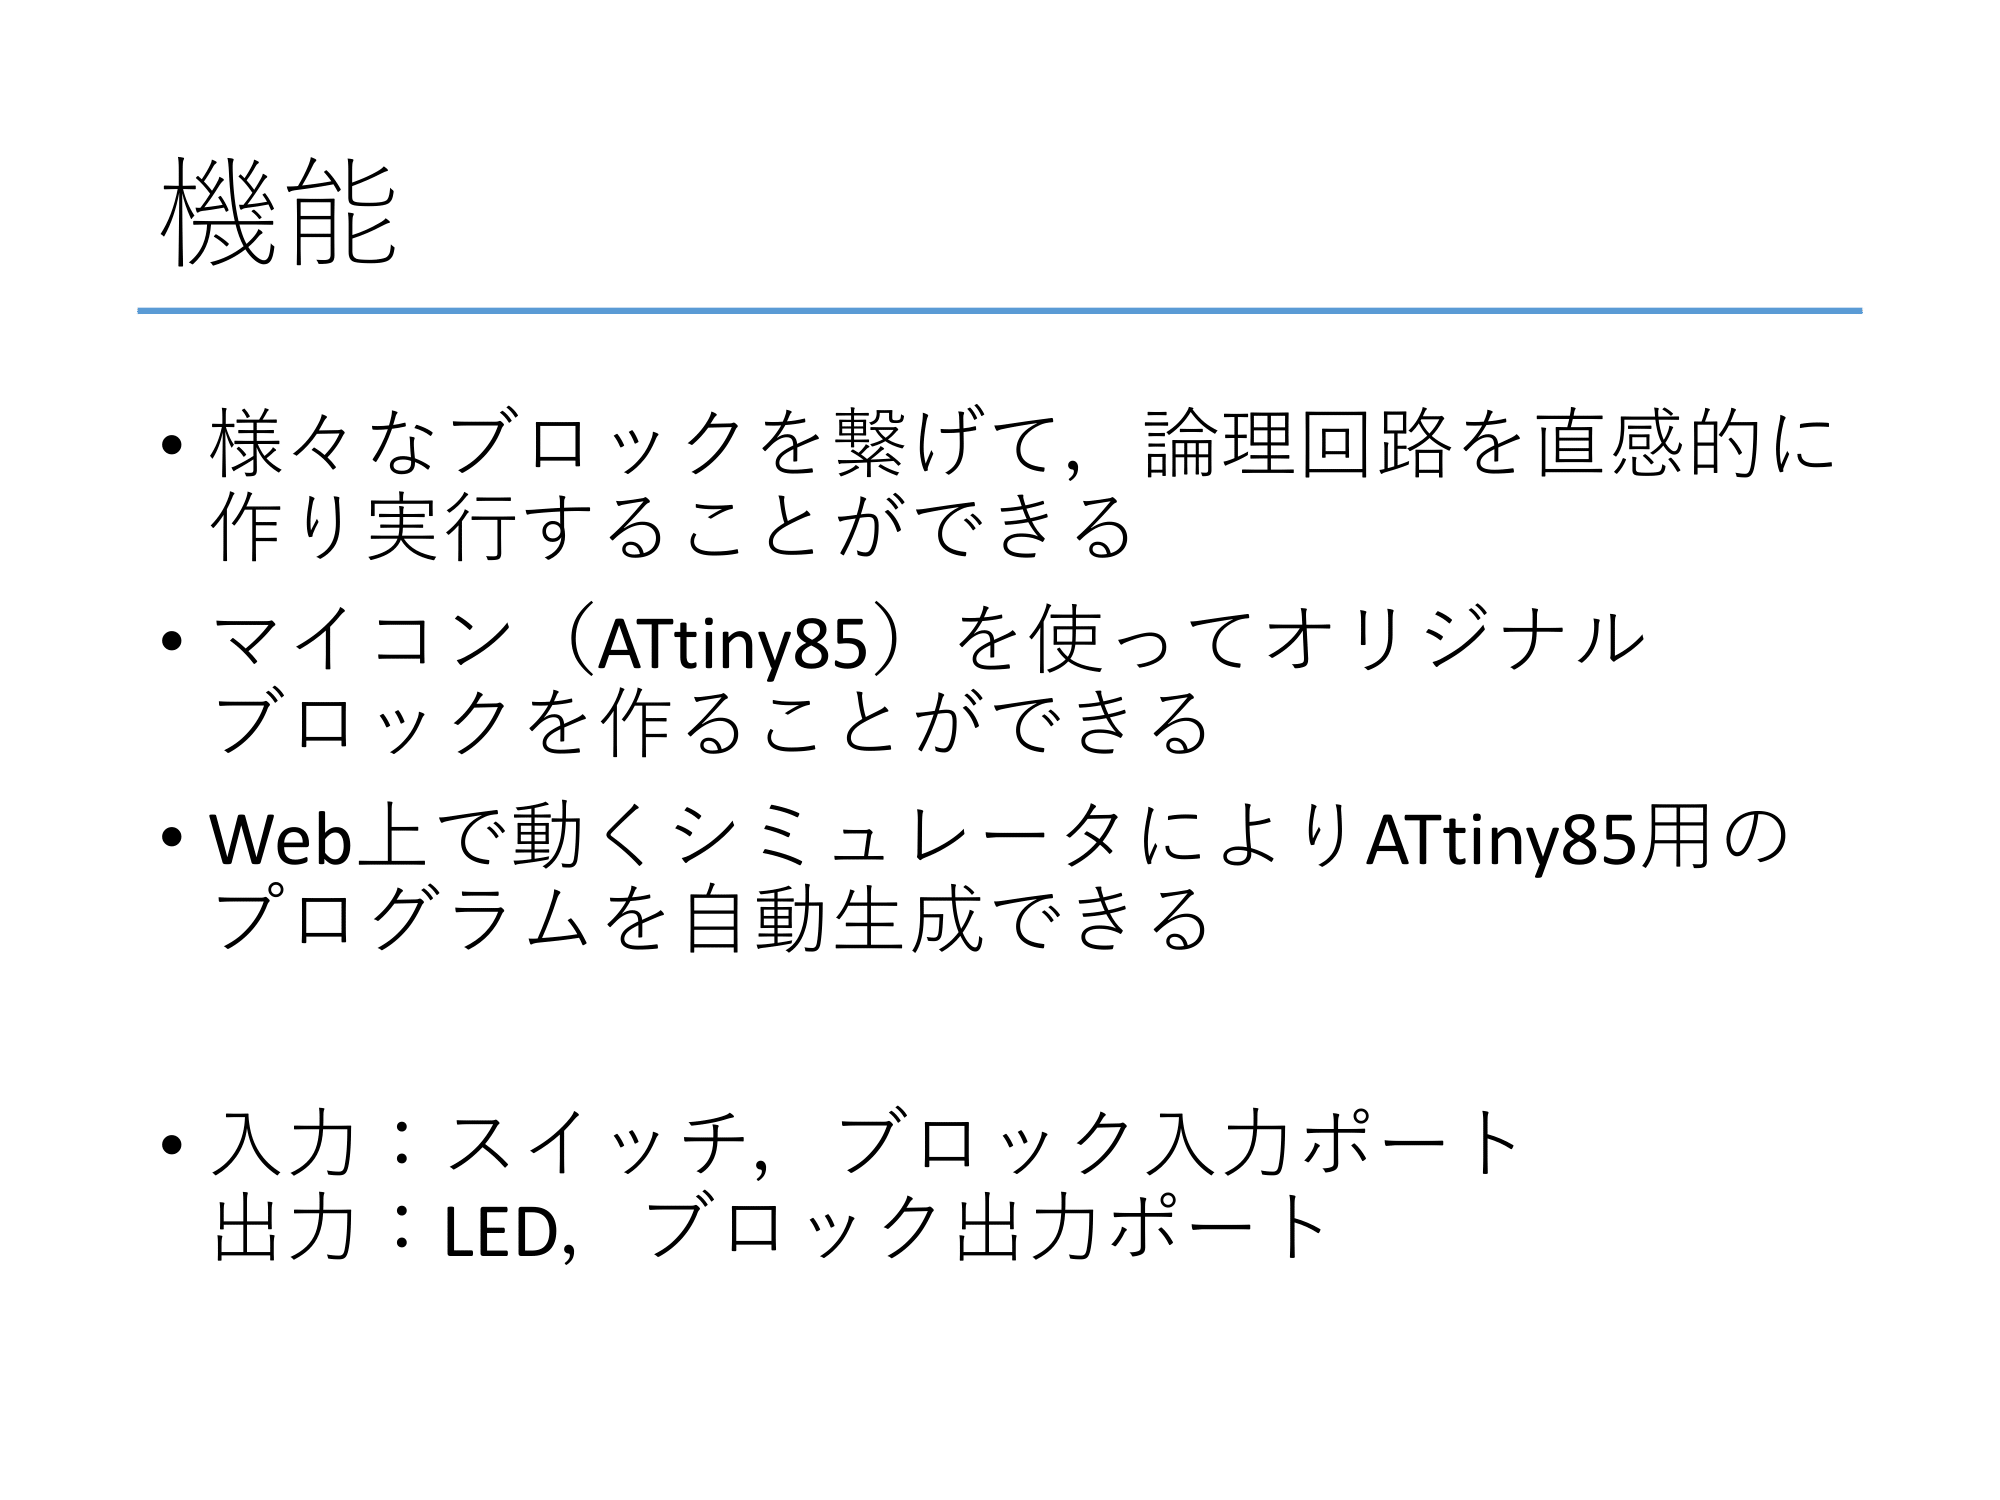 機能
• 様々なブロックを繋げて，論理回路を直感的に
作り実行することができる
• マイコン（ATtiny85）を使ってオリジナル
ブロックを作ることができる
• Web上で動くシミュレータによりATtiny85用の
プログラムを自動生成できる
• 入力：スイッチ，ブロック入力ポート
出力：LED，ブロック出力ポート